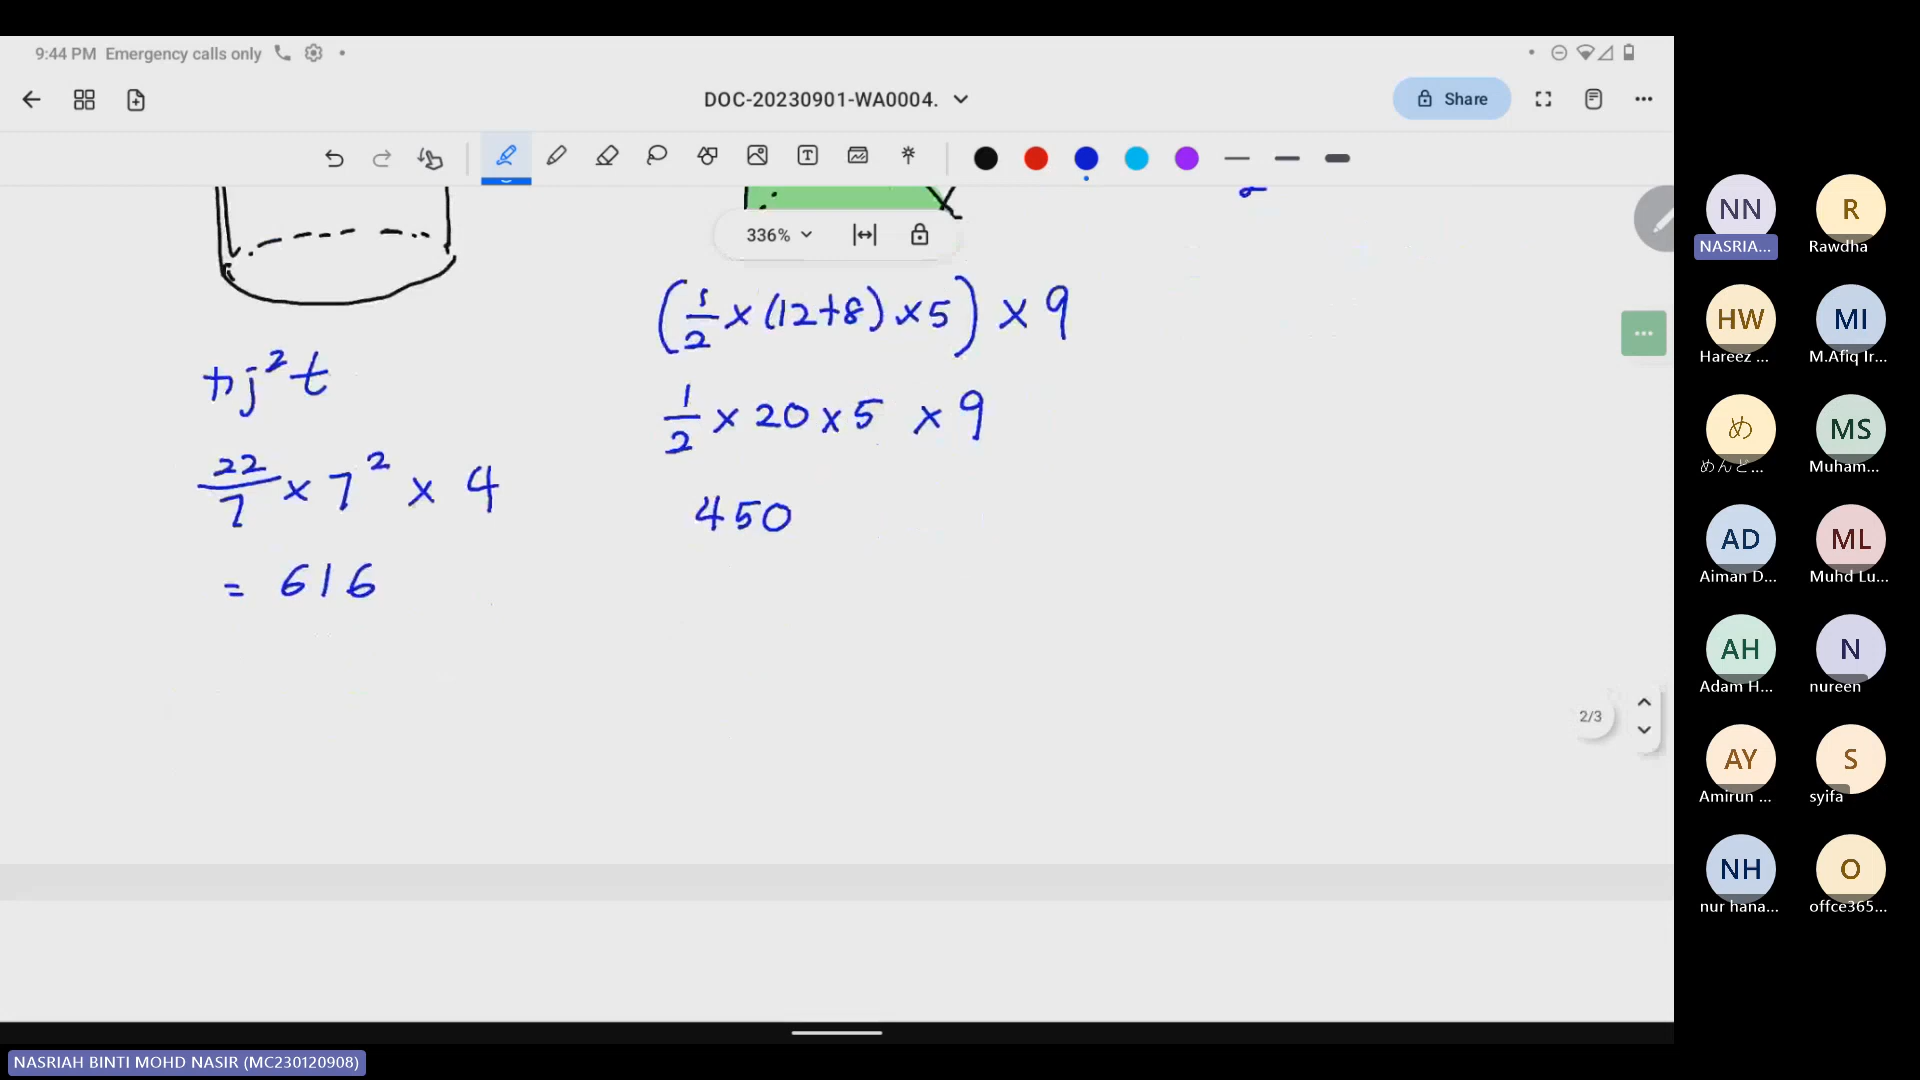 9:44 PM Emergency calls only
DOC-20230901-WA0004.
Share
336%
πj²t
22/7 × 7² × 4
= 616
(1/2 × (12+8) × 5) × 9
1/2 × 20 × 5 × 9
450
2/3
NN
NASRIA...
R
Rawdha
HW
Hareez ...
MI
M.Afiq Ir...
め
めんど...
MS
Muham...
AD
Aiman D...
ML
Muhd Lu...
AH
Adam H...
N
nureen
AY
Amirun ...
S
syifa
NH
nur hana...
O
offce365...
NASRIAH BINTI MOHD NASIR (MC230120908)